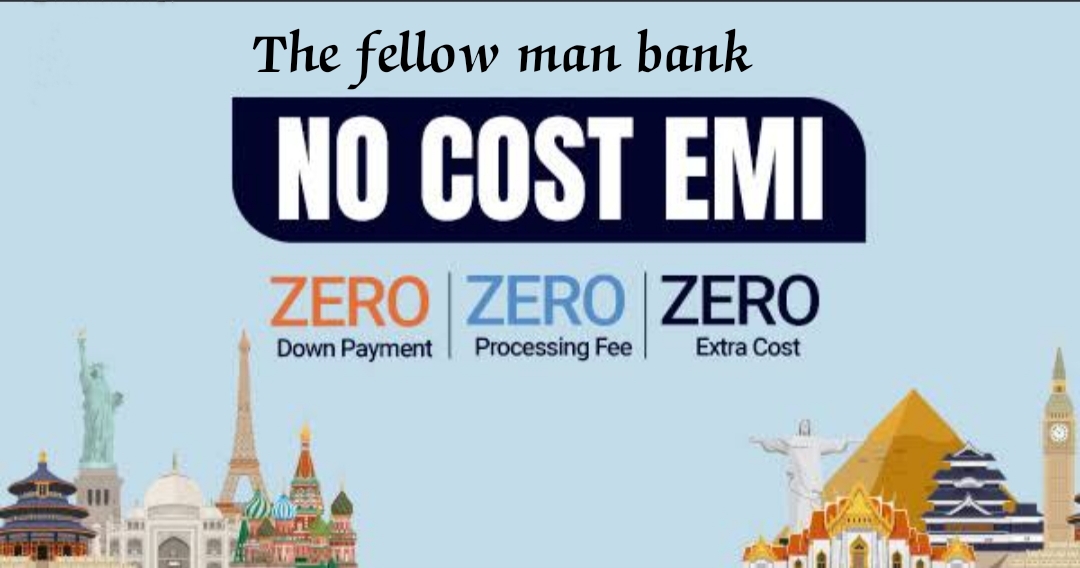 The fellow man bank
NO COST EMI
ZERO ZERO ZERO
Down Payment Processing Fee Extra Cost